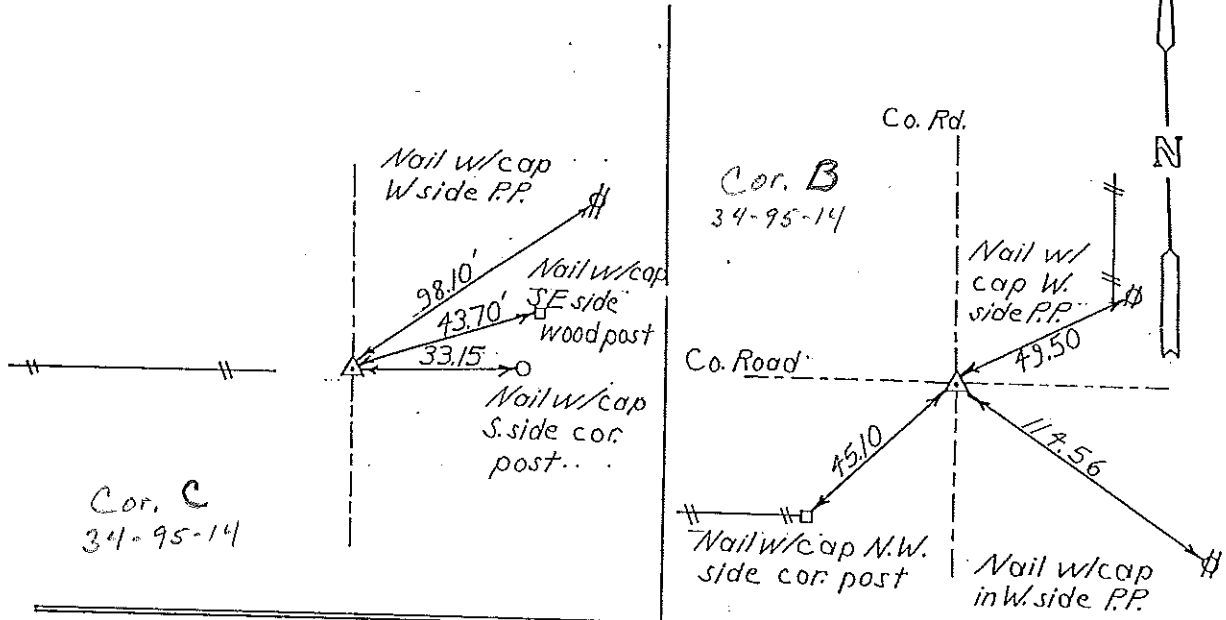 Nail w/cap
W side P.P.
98.10'
Nail w/cap
S.E side
wood post
43.70'
33.15
Nail w/cap
S. side cor.
post..
Cor. C
34-95-14
Co. Rd.
Cor. B
34-95-14
N
Nail w/
cap W.
side P.P.
49.50
Co. Road
45.10
114.56
Nail w/cap N.W.
side cor. post
Nail w/cap
in W. side P.P.